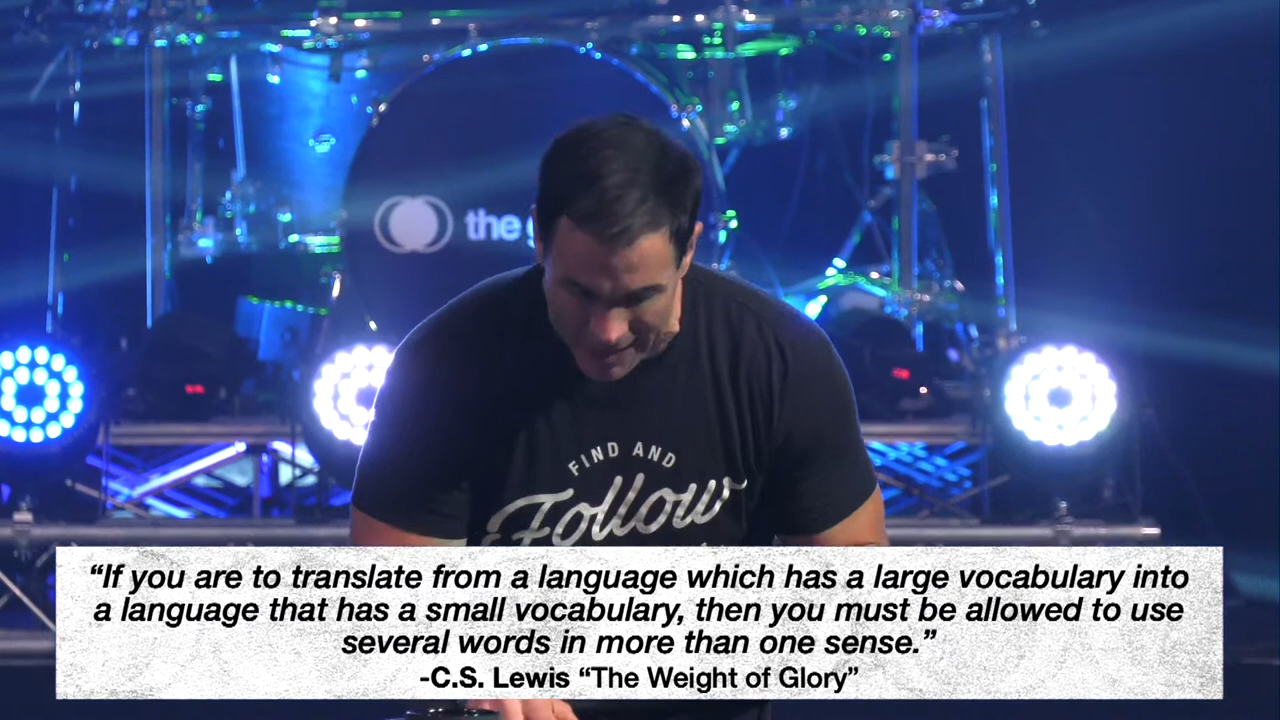 the
FIND AND
Follow
“If you are to translate from a language which has a large vocabulary into
a language that has a small vocabulary, then you must be allowed to use
several words in more than one sense.”
-C.S. Lewis “The Weight of Glory”